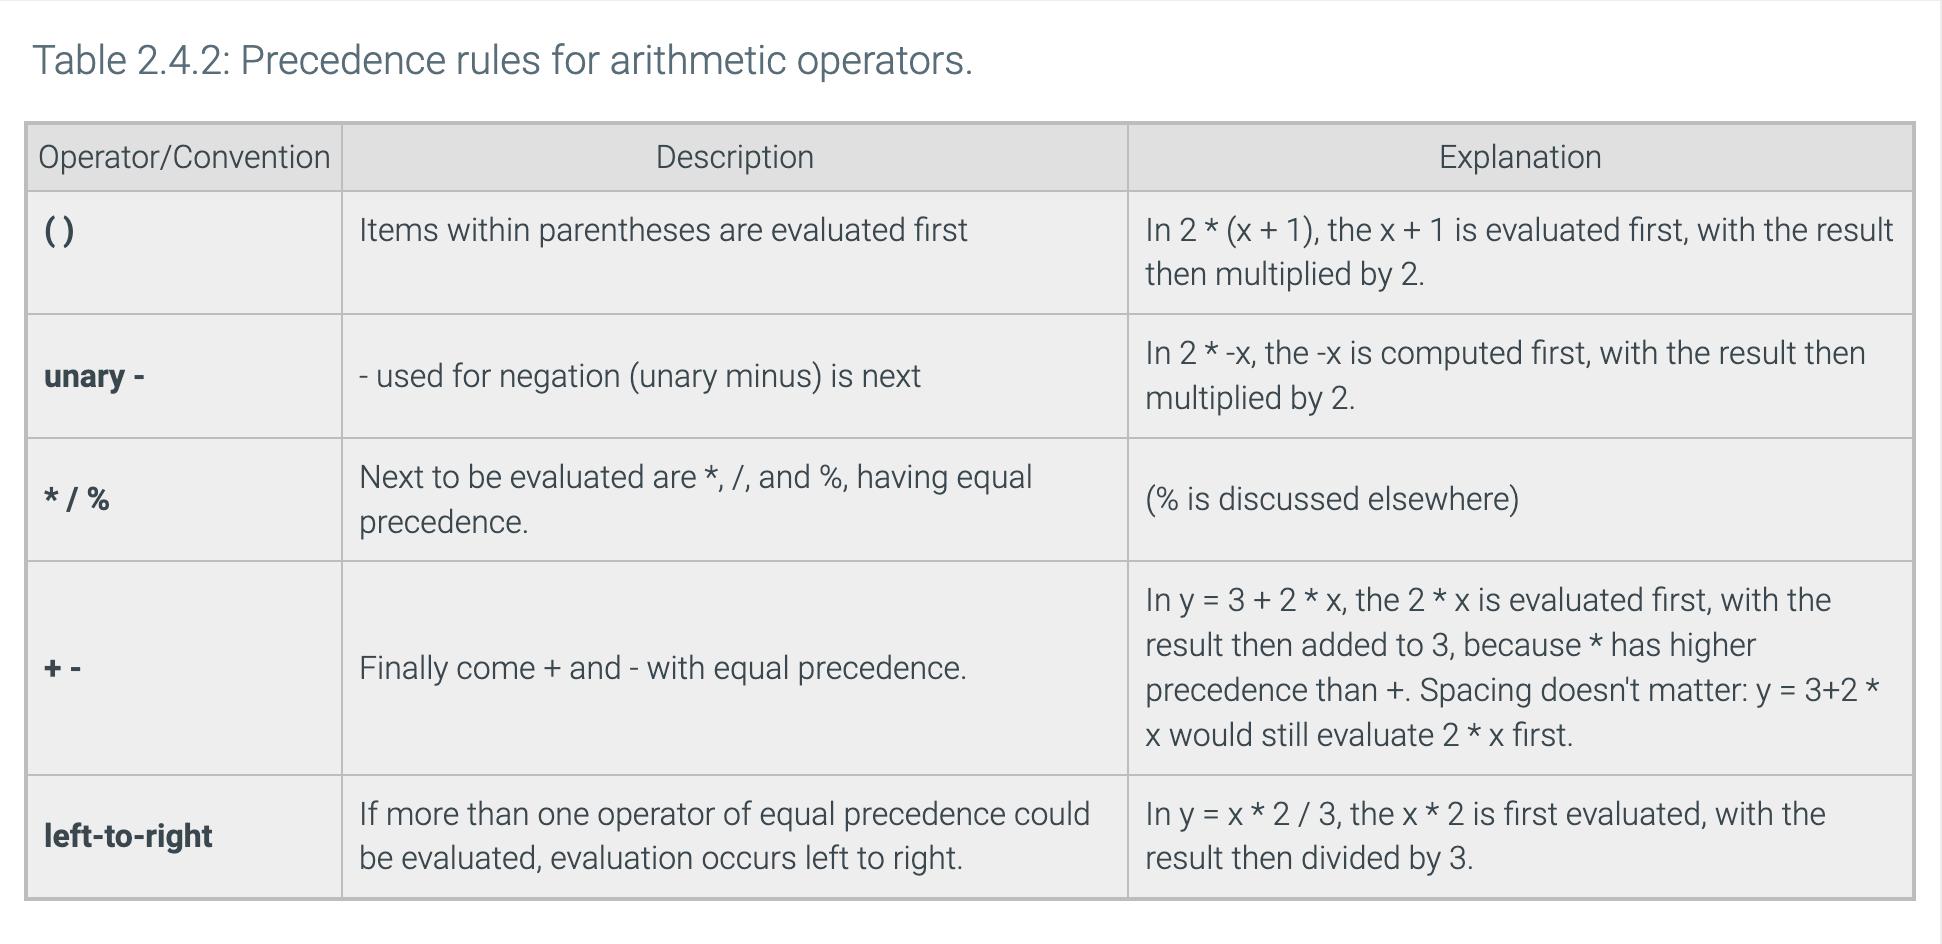 Table 2.4.2: Precedence rules for arithmetic operators.
Operator/Convention Description Explanation
( ) Items within parentheses are evaluated first In 2 * (x + 1), the x + 1 is evaluated first, with the result
then multiplied by 2.
unary - - used for negation (unary minus) is next In 2 * -x, the -x is computed first, with the result then
multiplied by 2.
* / % Next to be evaluated are *, /, and %, having equal
precedence. (% is discussed elsewhere)
+ - Finally come + and - with equal precedence. In y = 3 + 2 * x, the 2 * x is evaluated first, with the
result then added to 3, because * has higher
precedence than +. Spacing doesn't matter: y = 3+2 *
x would still evaluate 2 * x first.
left-to-right If more than one operator of equal precedence could
be evaluated, evaluation occurs left to right. In y = x * 2 / 3, the x * 2 is first evaluated, with the
result then divided by 3.